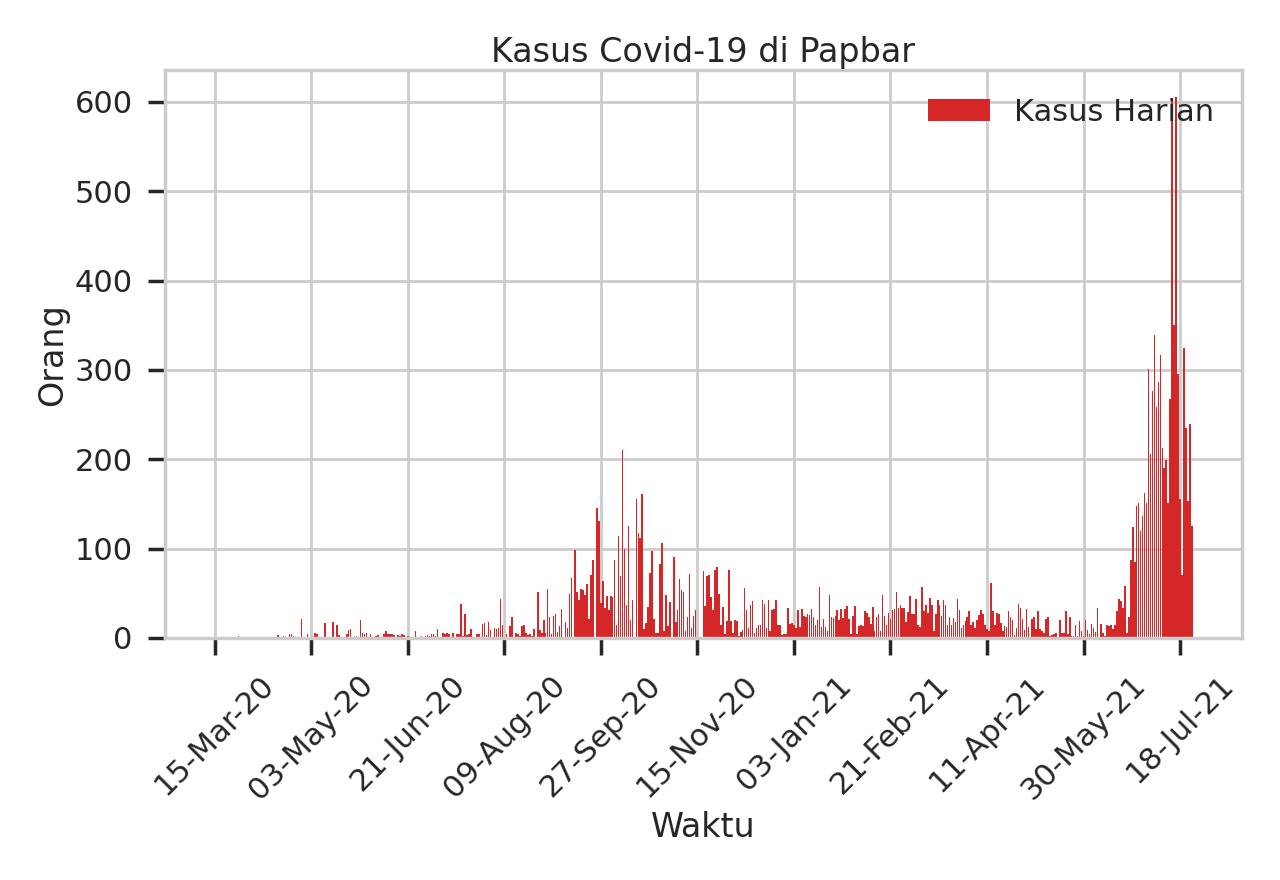 Kasus Covid-19 di Papbar
Kasus Harian
600
500
400
300
200
100
0
Orang
15-Mar-20
03-May-20
21-Jun-20
09-Aug-20
27-Sep-20
15-Nov-20
03-Jan-21
21-Feb-21
11-Apr-21
30-May-21
18-Jul-21
Waktu